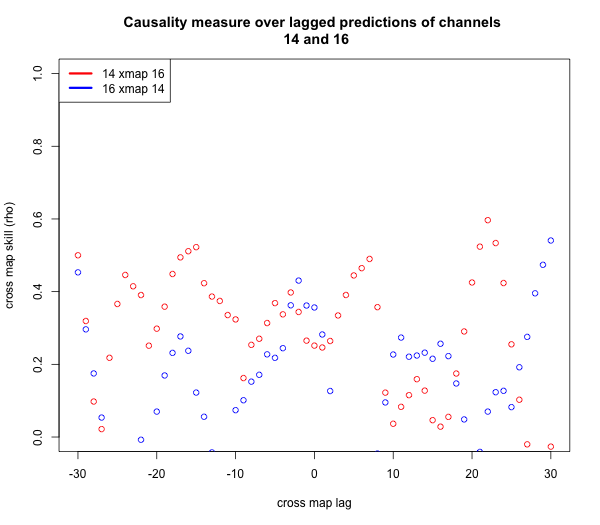 Causality measure over lagged predictions of channels
14 and 16
14 xmap 16
16 xmap 14
cross map skill (rho)
1.0
0.8
0.6
0.4
0.2
0.0
-30 -20 -10 0 10 20 30
cross map lag